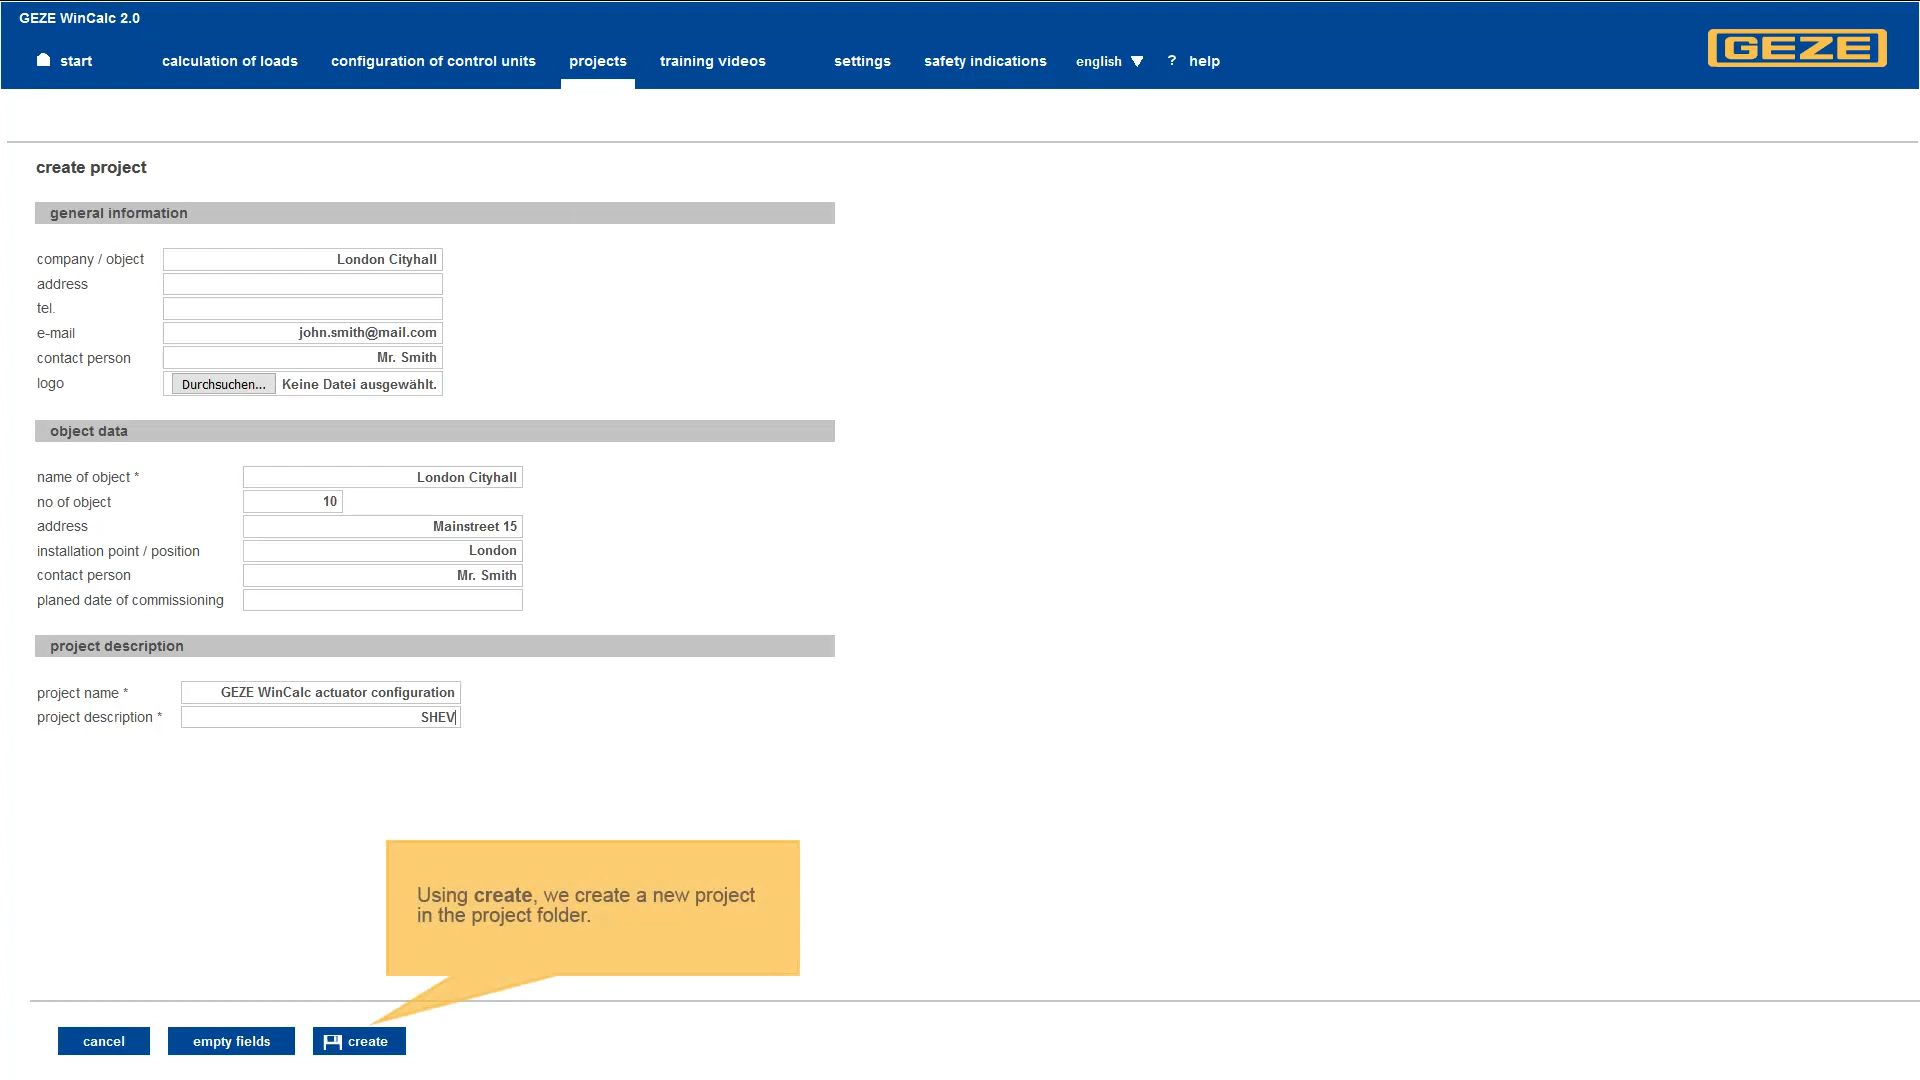 GEZE WinCalc 2.0
start calculation of loads configuration of control units projects training videos settings safety indications english ? help
GEZE
create project
general information
company / object London Cityhall
address
tel.
e-mail john.smith@mail.com
contact person Mr. Smith
logo Durchsuchen... Keine Datei ausgewählt.
object data
name of object * London Cityhall
no of object 10
address Mainstreet 15
installation point / position London
contact person Mr. Smith
planed date of commissioning
project description
project name * GEZE WinCalc actuator configuration
project description * SHEV
Using create, we create a new project
in the project folder.
cancel empty fields create